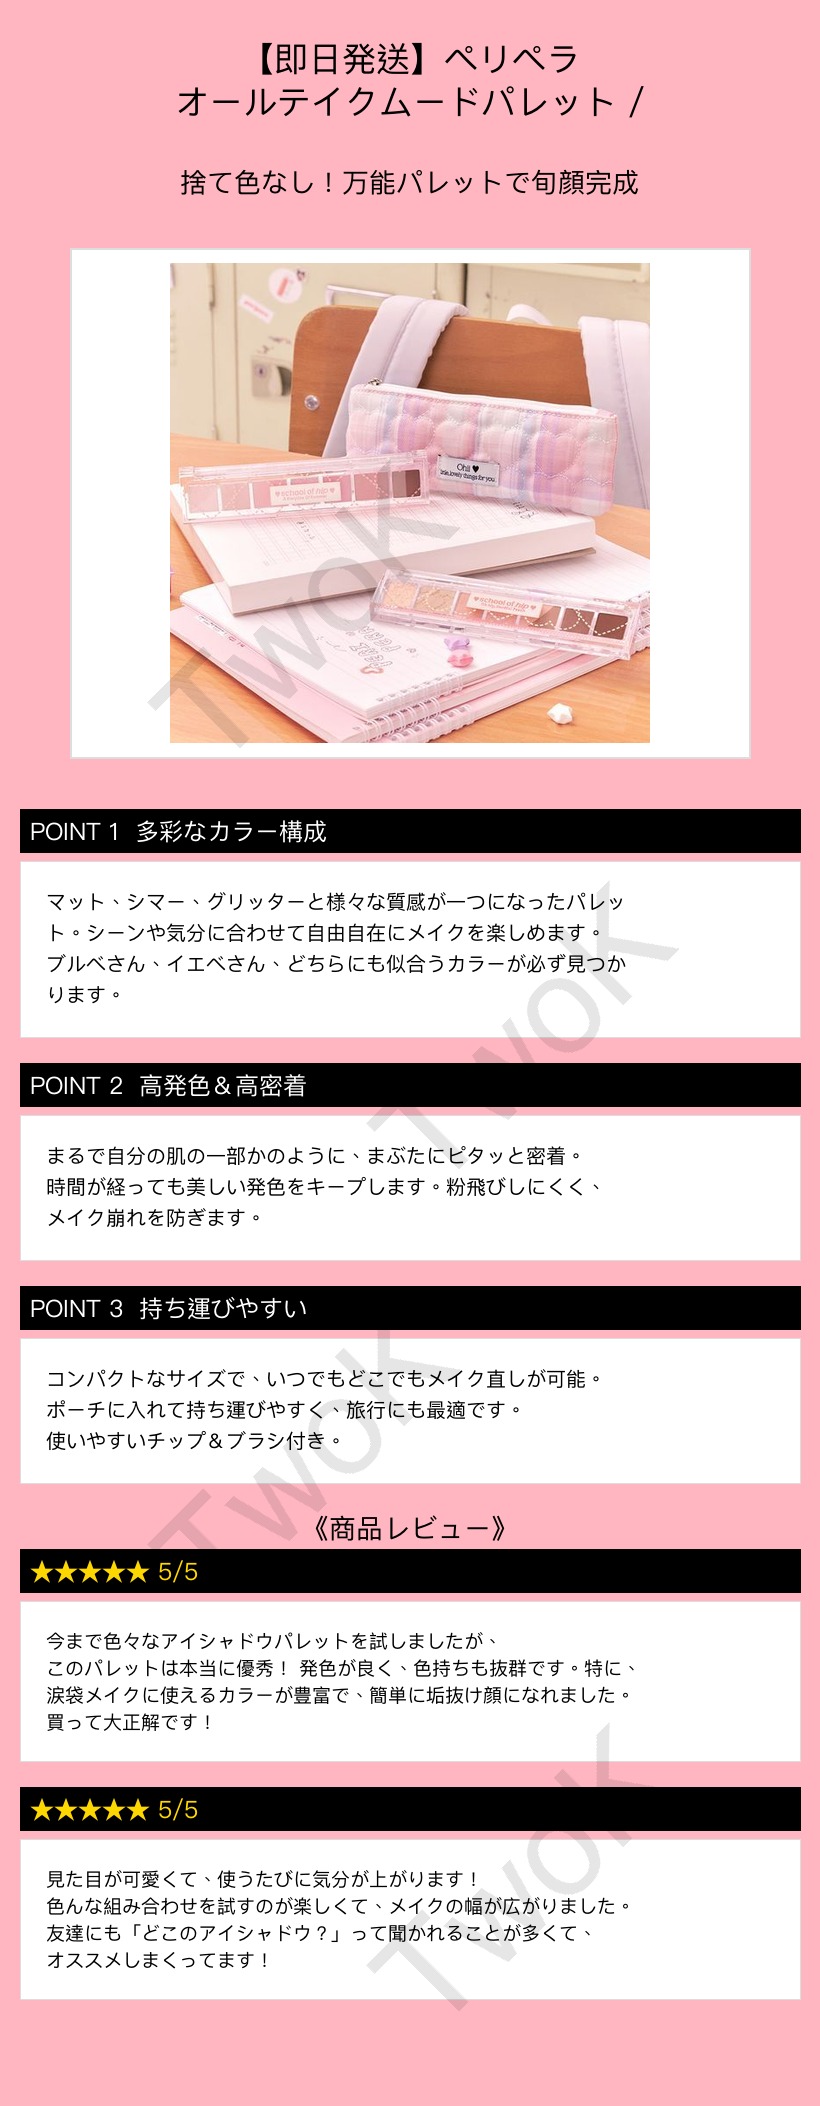 【即日発送】ペリペラ
オールテイクムードパレット /
捨て色なし！万能パレットで旬顔完成
Ohii ♥
little,lovely things for you.
♥school of nip♥
♥school of nip♥
TwoK
POINT 1 多彩なカラー構成
マット、シマー、グリッターと様々な質感が一つになったパレッ
ト。シーンや気分に合わせて自由自在にメイクを楽しめます。
ブルベさん、イエベさん、どちらにも似合うカラーが必ず見つか
ります。
TwoK
POINT 2 高発色＆高密着
まるで自分の肌の一部かのように、まぶたにピタッと密着。
時間が経っても美しい発色をキープします。粉飛びしにくく、
メイク崩れを防ぎます。
POINT 3 持ち運びやすい
コンパクトなサイズで、いつでもどこでもメイク直しが可能。
ポーチに入れて持ち運びやすく、旅行にも最適です。
使いやすいチップ＆ブラシ付き。
TwoK
《商品レビュー》
★★★★★ 5/5
今まで色々なアイシャドウパレットを試しましたが、
このパレットは本当に優秀！ 発色が良く、色持ちも抜群です。特に、
涙袋メイクに使えるカラーが豊富で、簡単に垢抜け顔になれました。
買って大正解です！
★★★★★ 5/5
見た目が可愛くて、使うたびに気分が上がります！
色んな組み合わせを試すのが楽しくて、メイクの幅が広がりました。
友達にも「どこのアイシャドウ？」って聞かれることが多くて、
オススメしまくってます！
TwoK